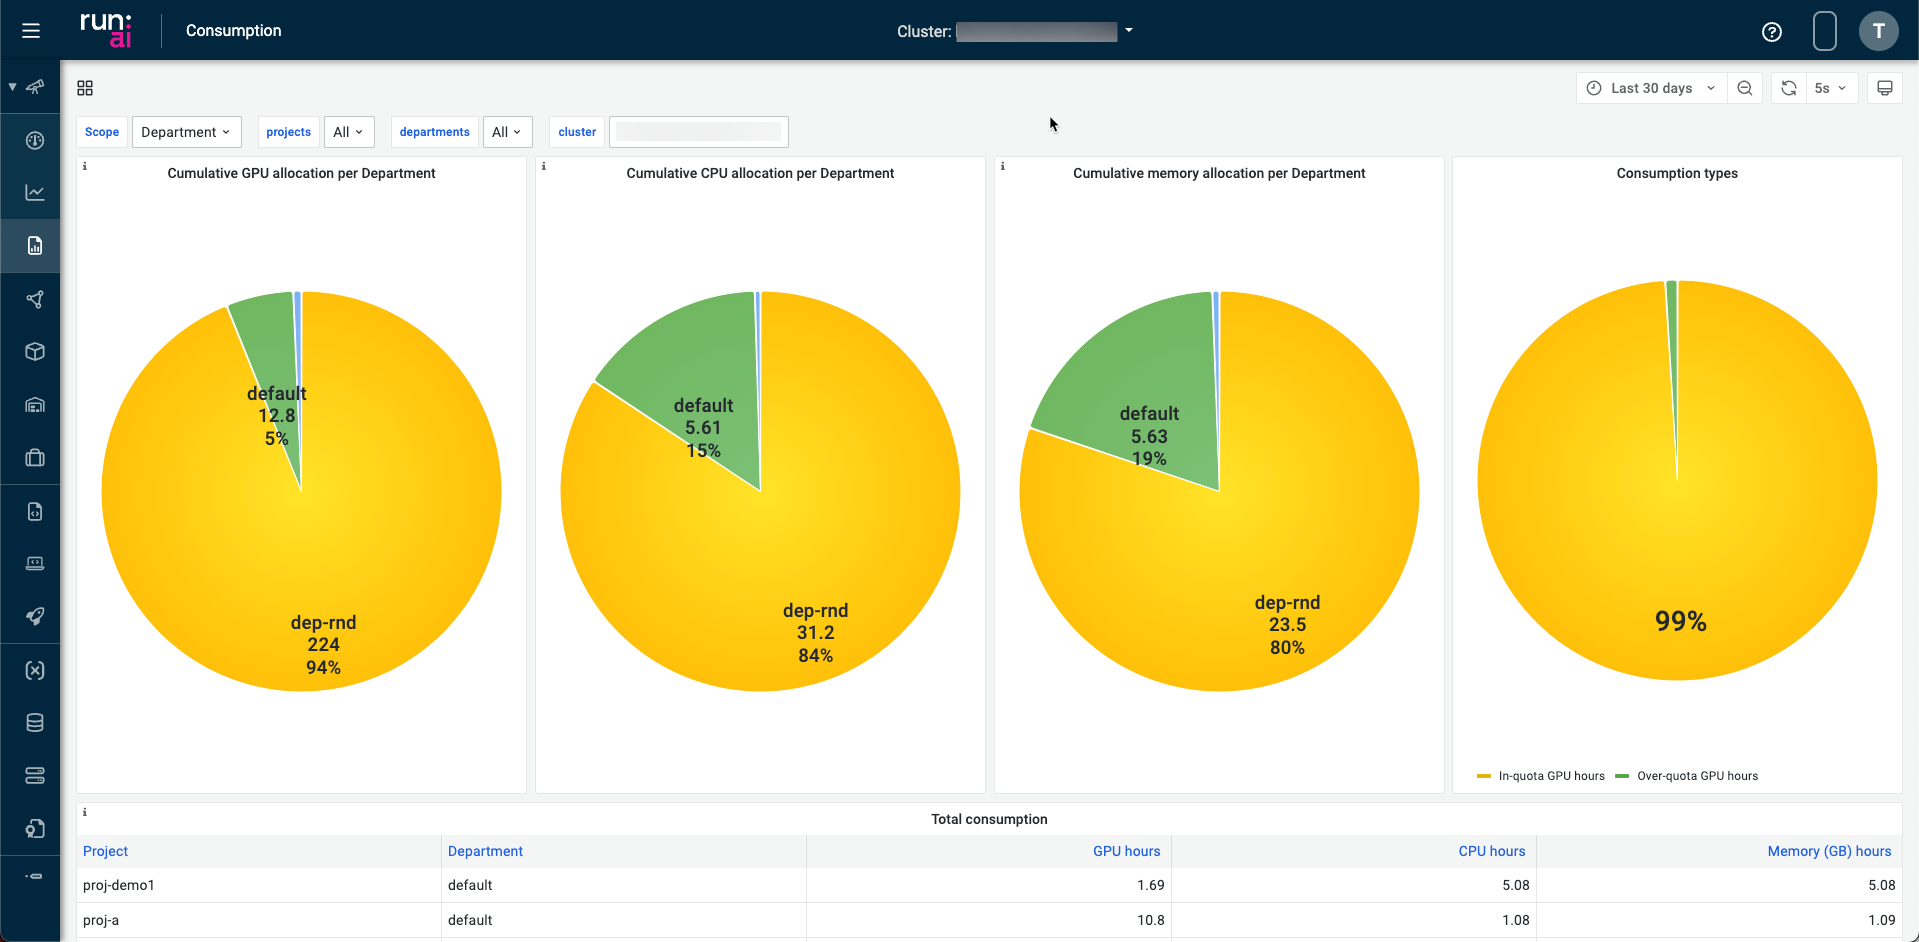 run:
ai
Consumption
Cluster:
T
Last 30 days
5s
Scope
Department
projects
All
departments
All
cluster
Cumulative GPU allocation per Department
default
12.8
5%
dep-rnd
224
94%
Cumulative CPU allocation per Department
default
5.61
15%
dep-rnd
31.2
84%
Cumulative memory allocation per Department
default
5.63
19%
dep-rnd
23.5
80%
Consumption types
99%
In-quota GPU hours Over-quota GPU hours
Total consumption
Project Department GPU hours CPU hours Memory (GB) hours
proj-demo1 default 1.69 5.08 5.08
proj-a default 10.8 1.08 1.09